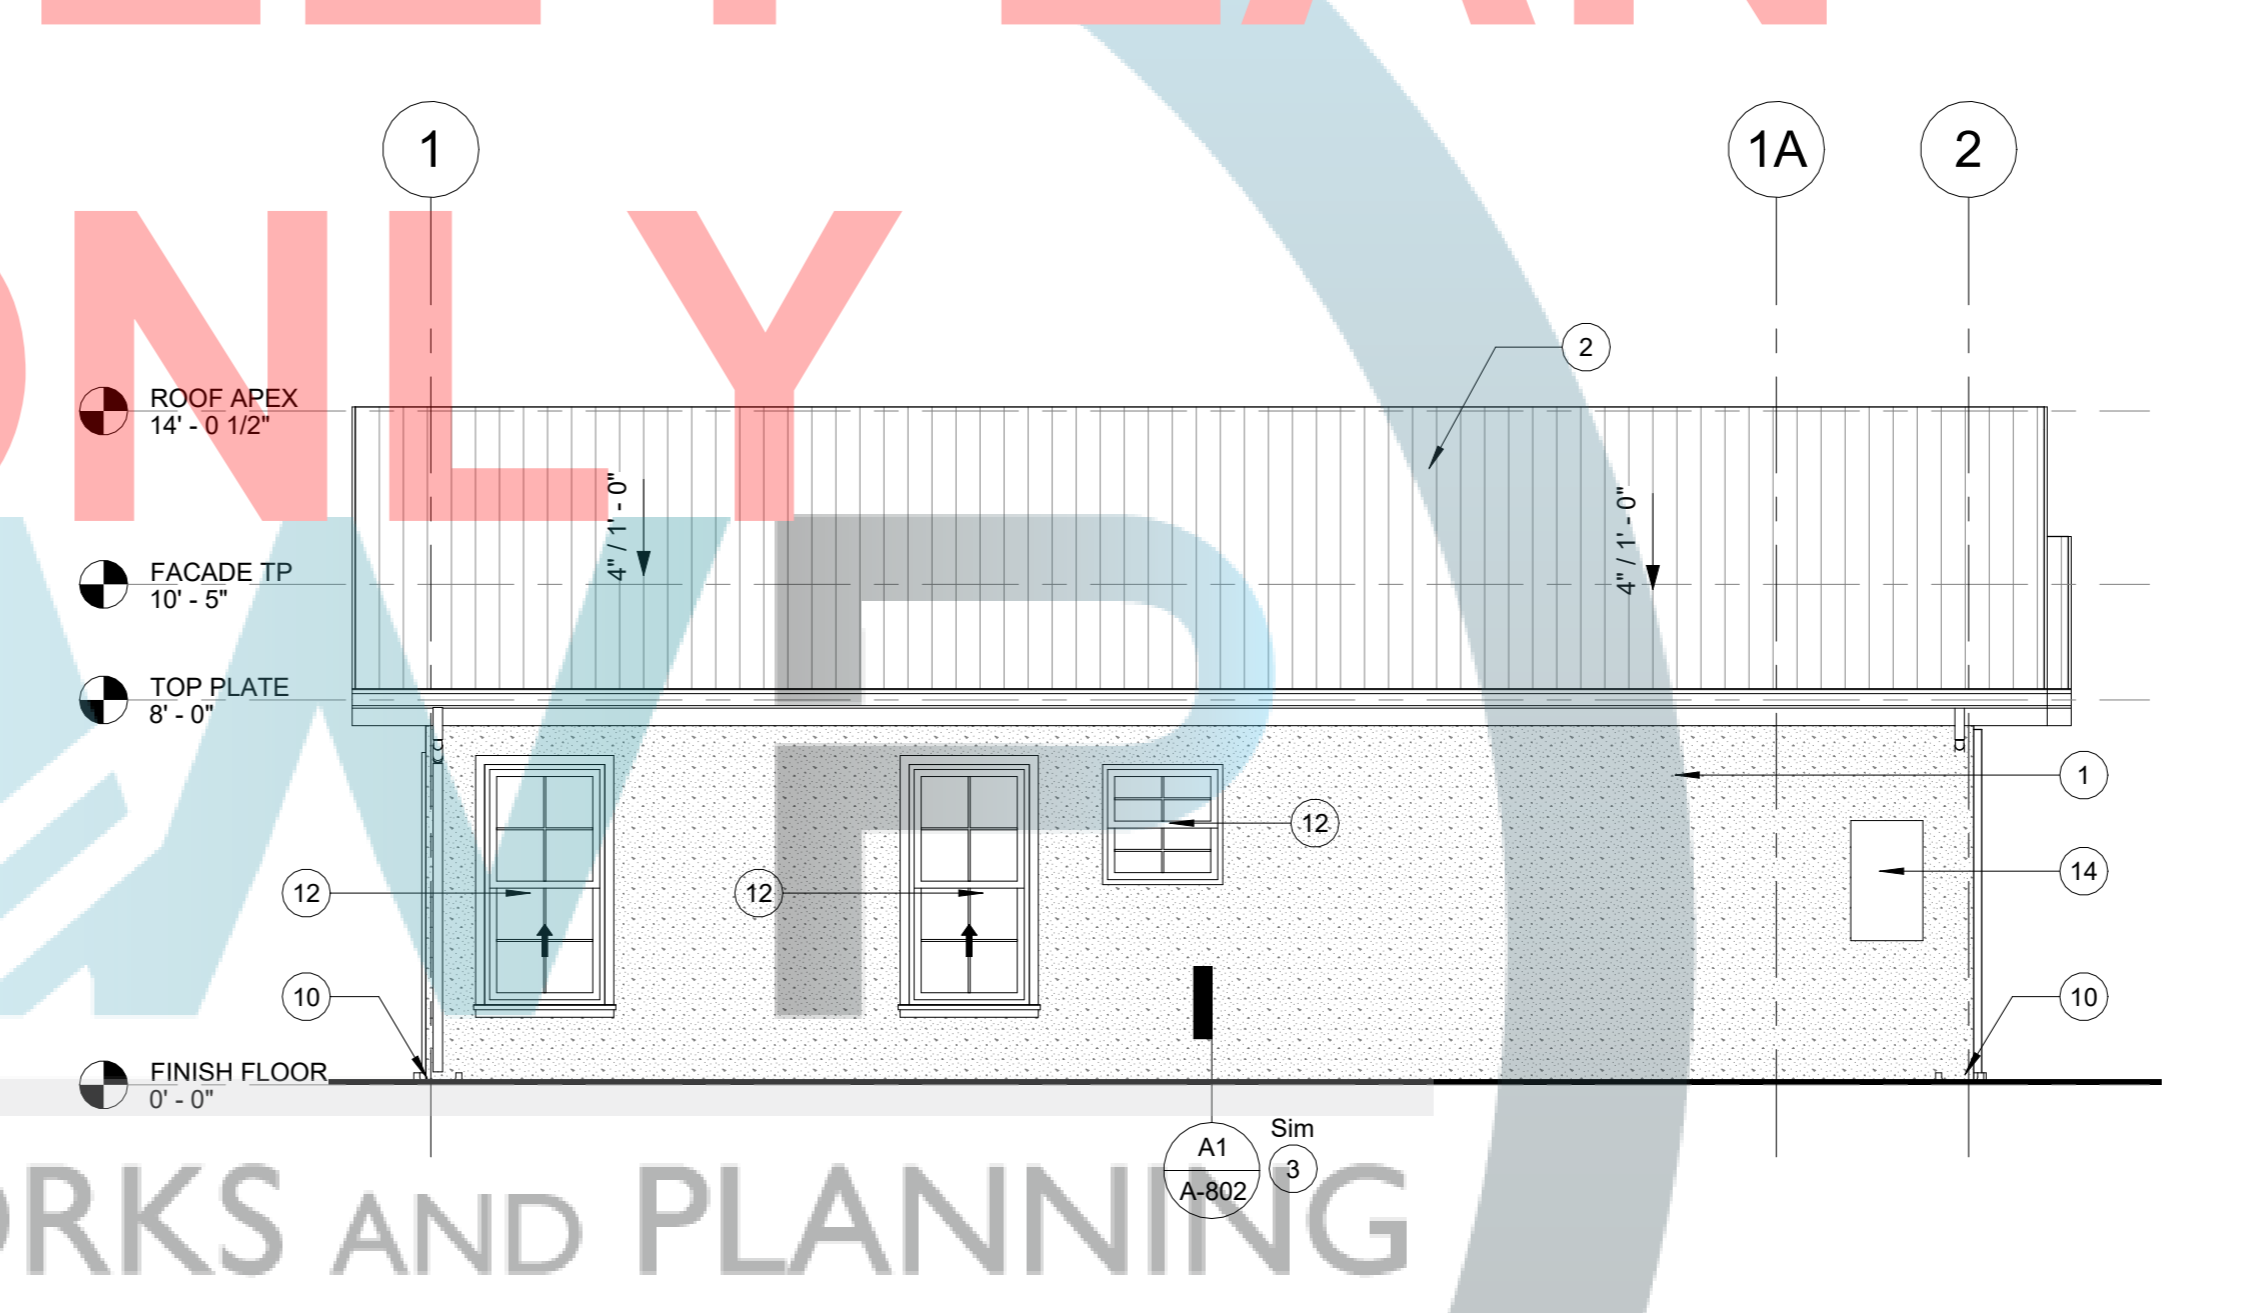 ONLY
1
1A
2
2
ROOF APEX
14' - 0 1/2"
4" / 1' - 0"
4" / 1' - 0"
FACADE TP
10' - 5"
TOP PLATE
8' - 0"
1
12
14
12
12
10
10
FINISH FLOOR
0' - 0"
A1
A-802
Sim
3
AND PLANNING